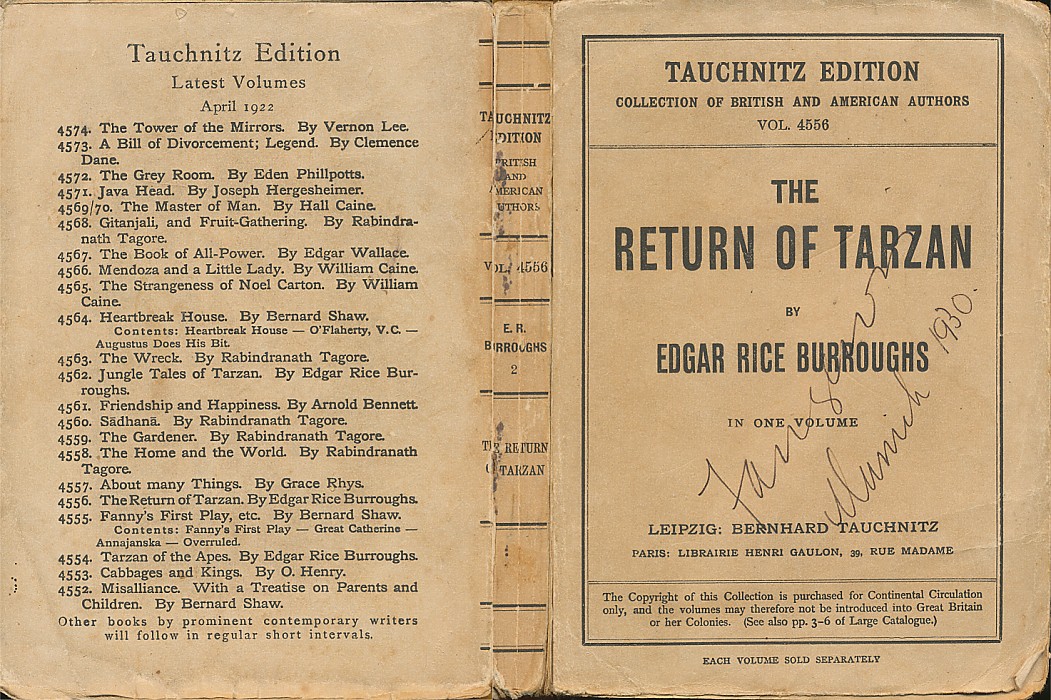 Tauchnitz Edition
Latest Volumes
April 1922
4574. The Tower of the Mirrors. By Vernon Lee.
4573. A Bill of Divorcement; Legend. By Clemence
Dane.
4572. The Grey Room. By Eden Phillpotts.
4571. Java Head. By Joseph Hergesheimer.
4569/70. The Master of Man. By Hall Caine.
4568. Gitanjali, and Fruit-Gathering. By Rabindra-
nath Tagore.
4567. The Book of All-Power. By Edgar Wallace.
4566. Mendoza and a Little Lady. By William Caine.
4565. The Strangeness of Noel Carton. By William
Caine.
4564. Heartbreak House. By Bernard Shaw.
Contents: Heartbreak House — O'Flaherty, V.C. —
Augustus Does His Bit.
4563. The Wreck. By Rabindranath Tagore.
4562. Jungle Tales of Tarzan. By Edgar Rice Bur-
roughs.
4561. Friendship and Happiness. By Arnold Bennett.
4560. Sādhanā. By Rabindranath Tagore.
4559. The Gardener. By Rabindranath Tagore.
4558. The Home and the World. By Rabindranath
Tagore.
4557. About many Things. By Grace Rhys.
4556. The Return of Tarzan. By Edgar Rice Burroughs.
4555. Fanny's First Play, etc. By Bernard Shaw.
Contents: Fanny's First Play — Great Catherine —
Annajanska — Overruled.
4554. Tarzan of the Apes. By Edgar Rice Burroughs.
4553. Cabbages and Kings. By O. Henry.
4552. Misalliance. With a Treatise on Parents and
Children. By Bernard Shaw.
Other books by prominent contemporary writers
will follow in regular short intervals.
TAUCHNITZ
EDITION
BRITISH
AND
AMERICAN
AUTHORS
VOL. 4556
E. R.
BURROUGHS
2
THE RETURN
OF TARZAN
TAUCHNITZ EDITION
COLLECTION OF BRITISH AND AMERICAN AUTHORS
VOL. 4556
THE
RETURN OF TARZAN
BY
EDGAR RICE BURROUGHS
IN ONE VOLUME
Munich 1930.
LEIPZIG: BERNHARD TAUCHNITZ
PARIS: LIBRAIRIE HENRI GAULON, 39, RUE MADAME
The Copyright of this Collection is purchased for Continental Circulation
only, and the volumes may therefore not be introduced into Great Britain
or her Colonies. (See also pp. 3-6 of Large Catalogue.)
EACH VOLUME SOLD SEPARATELY